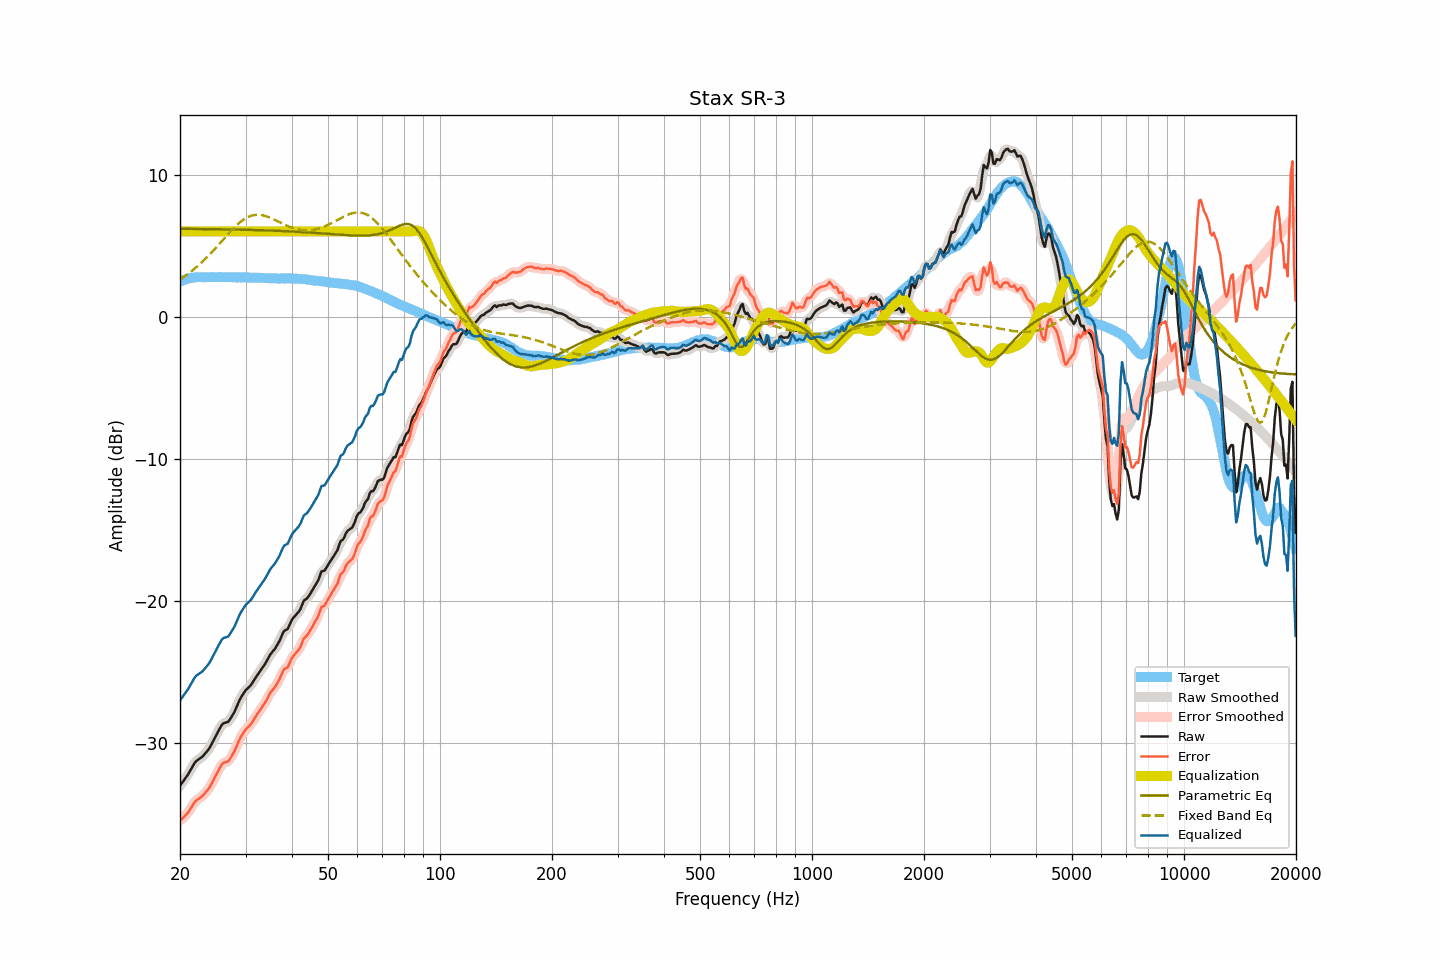 Stax SR-3
Amplitude (dBr)
10
0
−10
−20
−30
20
50
100
200
500
1000
2000
5000
10000
20000
Frequency (Hz)
Target
Raw Smoothed
Error Smoothed
Raw
Error
Equalization
Parametric Eq
Fixed Band Eq
Equalized